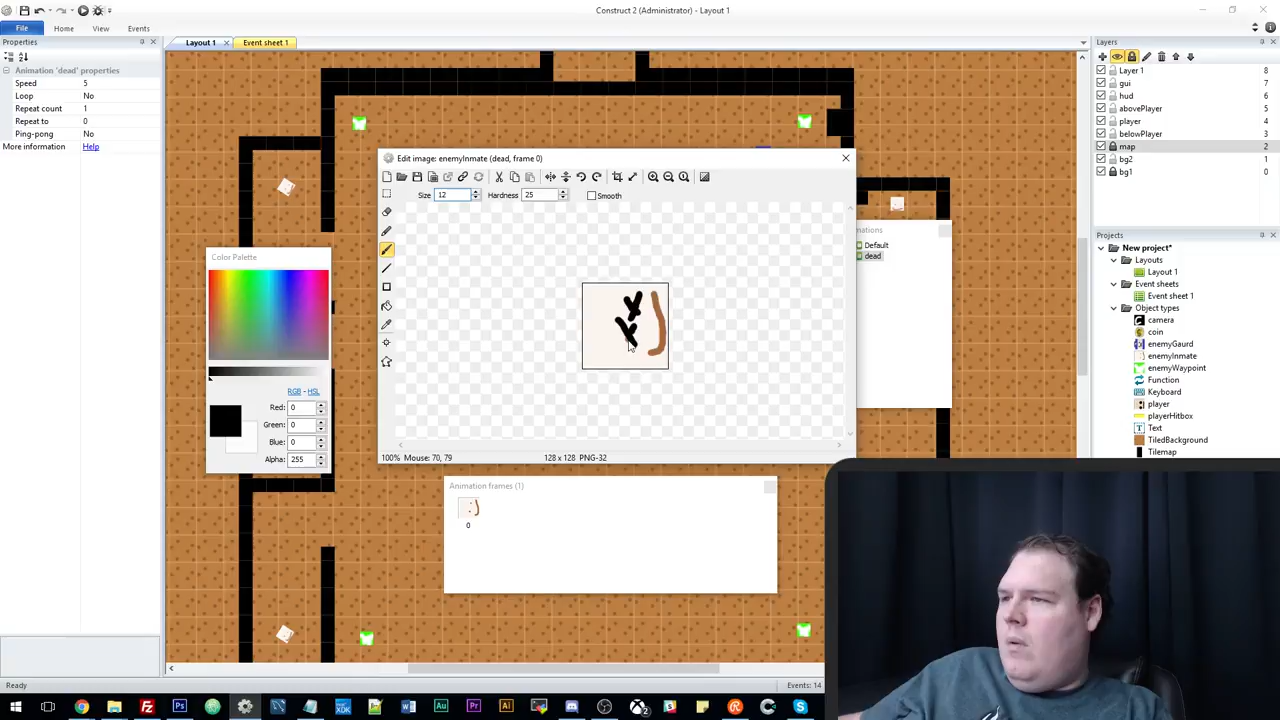 Construct 2 (Administrator) - Layout 1
File
Home
View
Events
Properties
Layout 1
Event sheet 1
Layers
Animation 'dead' properties
Speed 5
Loop No
Repeat count 1
Repeat to 0
Ping-pong No
More information Help
Layer 1 8
gui 7
hud 6
abovePlayer 5
player 4
belowPlayer 3
map 2
bg2 1
bg1 0
Edit image: enemyInmate (dead, frame 0)
Size 12
Hardness 25
Smooth
Color Palette
RGB - HSL
Red: 0
Green: 0
Blue: 0
Alpha: 255
100% Mouse: 70, 79
128 x 128 PNG-32
mations
Default
dead
Projects
New project*
Layouts
Layout 1
Event sheets
Event sheet 1
Object types
camera
coin
enemyGaurd
enemyInmate
enemyWaypoint
Function
Keyboard
player
playerHitbox
Text
TiledBackground
Tilemap
Animation frames (1)
0
Ready
Events: 14